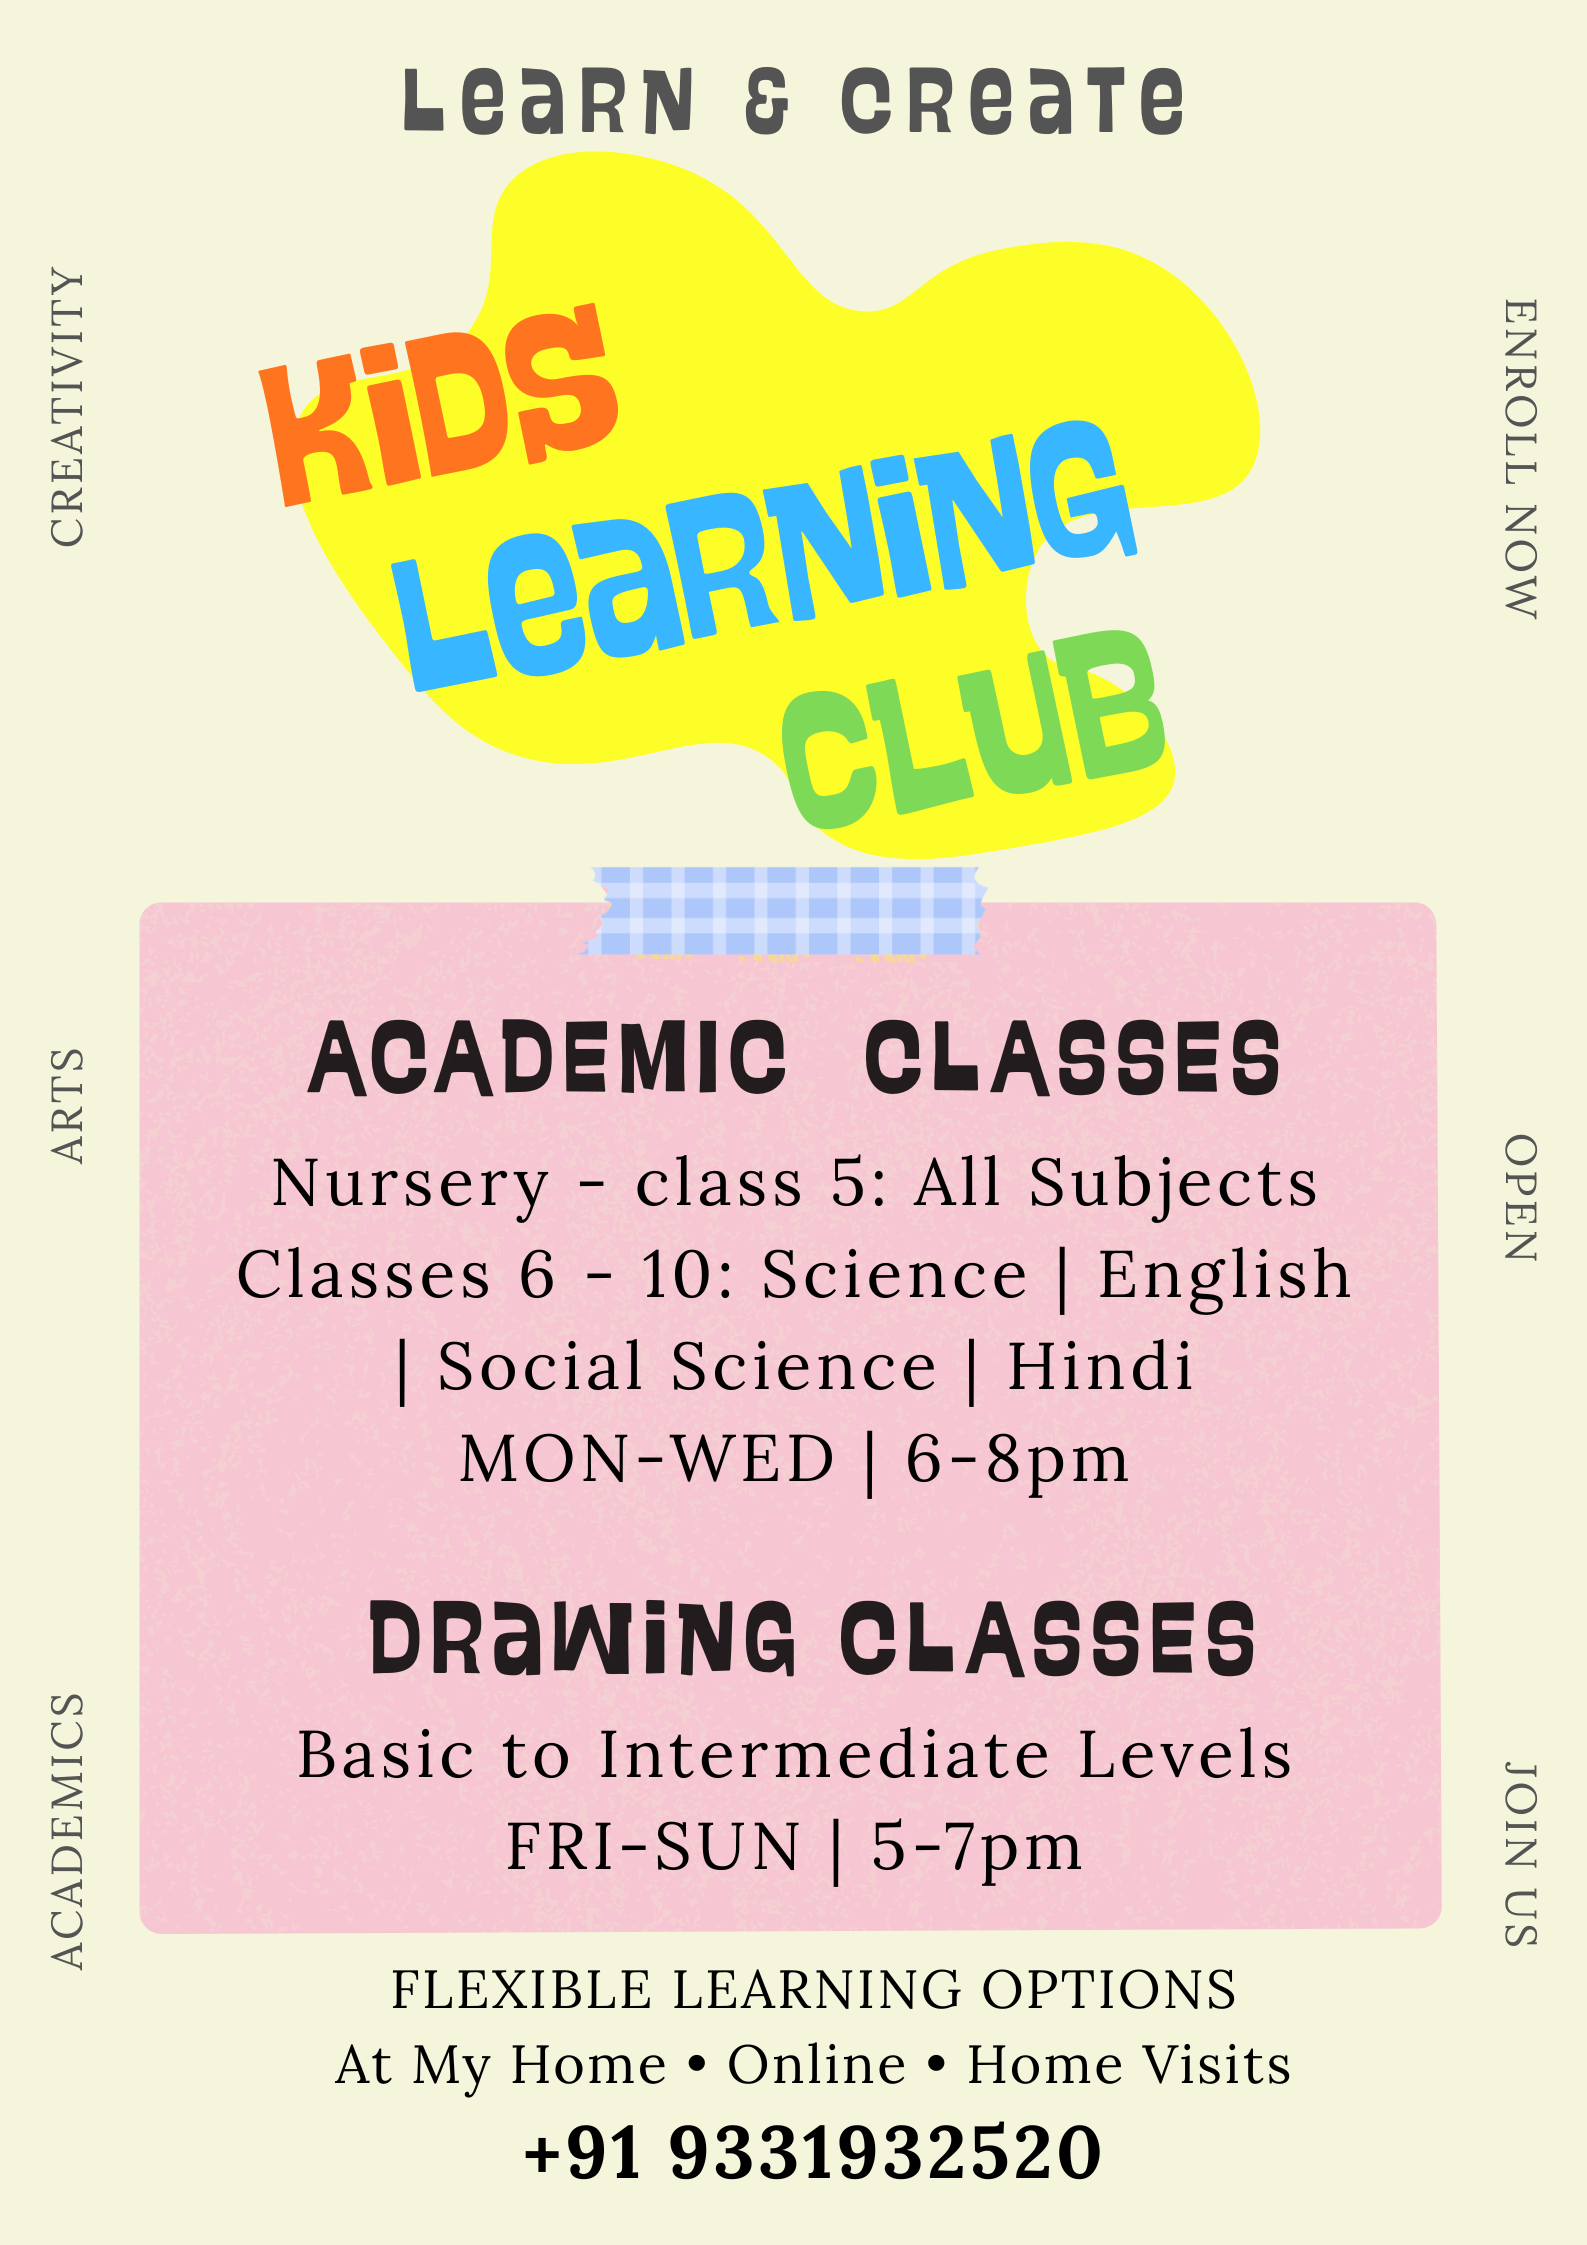 LeaRN & CReaTe
KiDS
LeaRNiNG
CLuB
CREATIVITY
ENROLL NOW
ARTS
OPEN
ACADEMICS
JOIN US
ACADEMIC CLASSES
Nursery - class 5: All Subjects
Classes 6 - 10: Science | English
| Social Science | Hindi
MON-WED | 6-8pm
DRaWiNG CLASSES
Basic to Intermediate Levels
FRI-SUN | 5-7pm
FLEXIBLE LEARNING OPTIONS
At My Home • Online • Home Visits
+91 9331932520